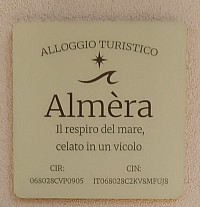 ALLOGGIO TURISTICO
Almèra
Il respiro del mare,
celato in un vicolo
CIR: CIN:
068028CVP0905 IT068028C2KV8MFUJ8